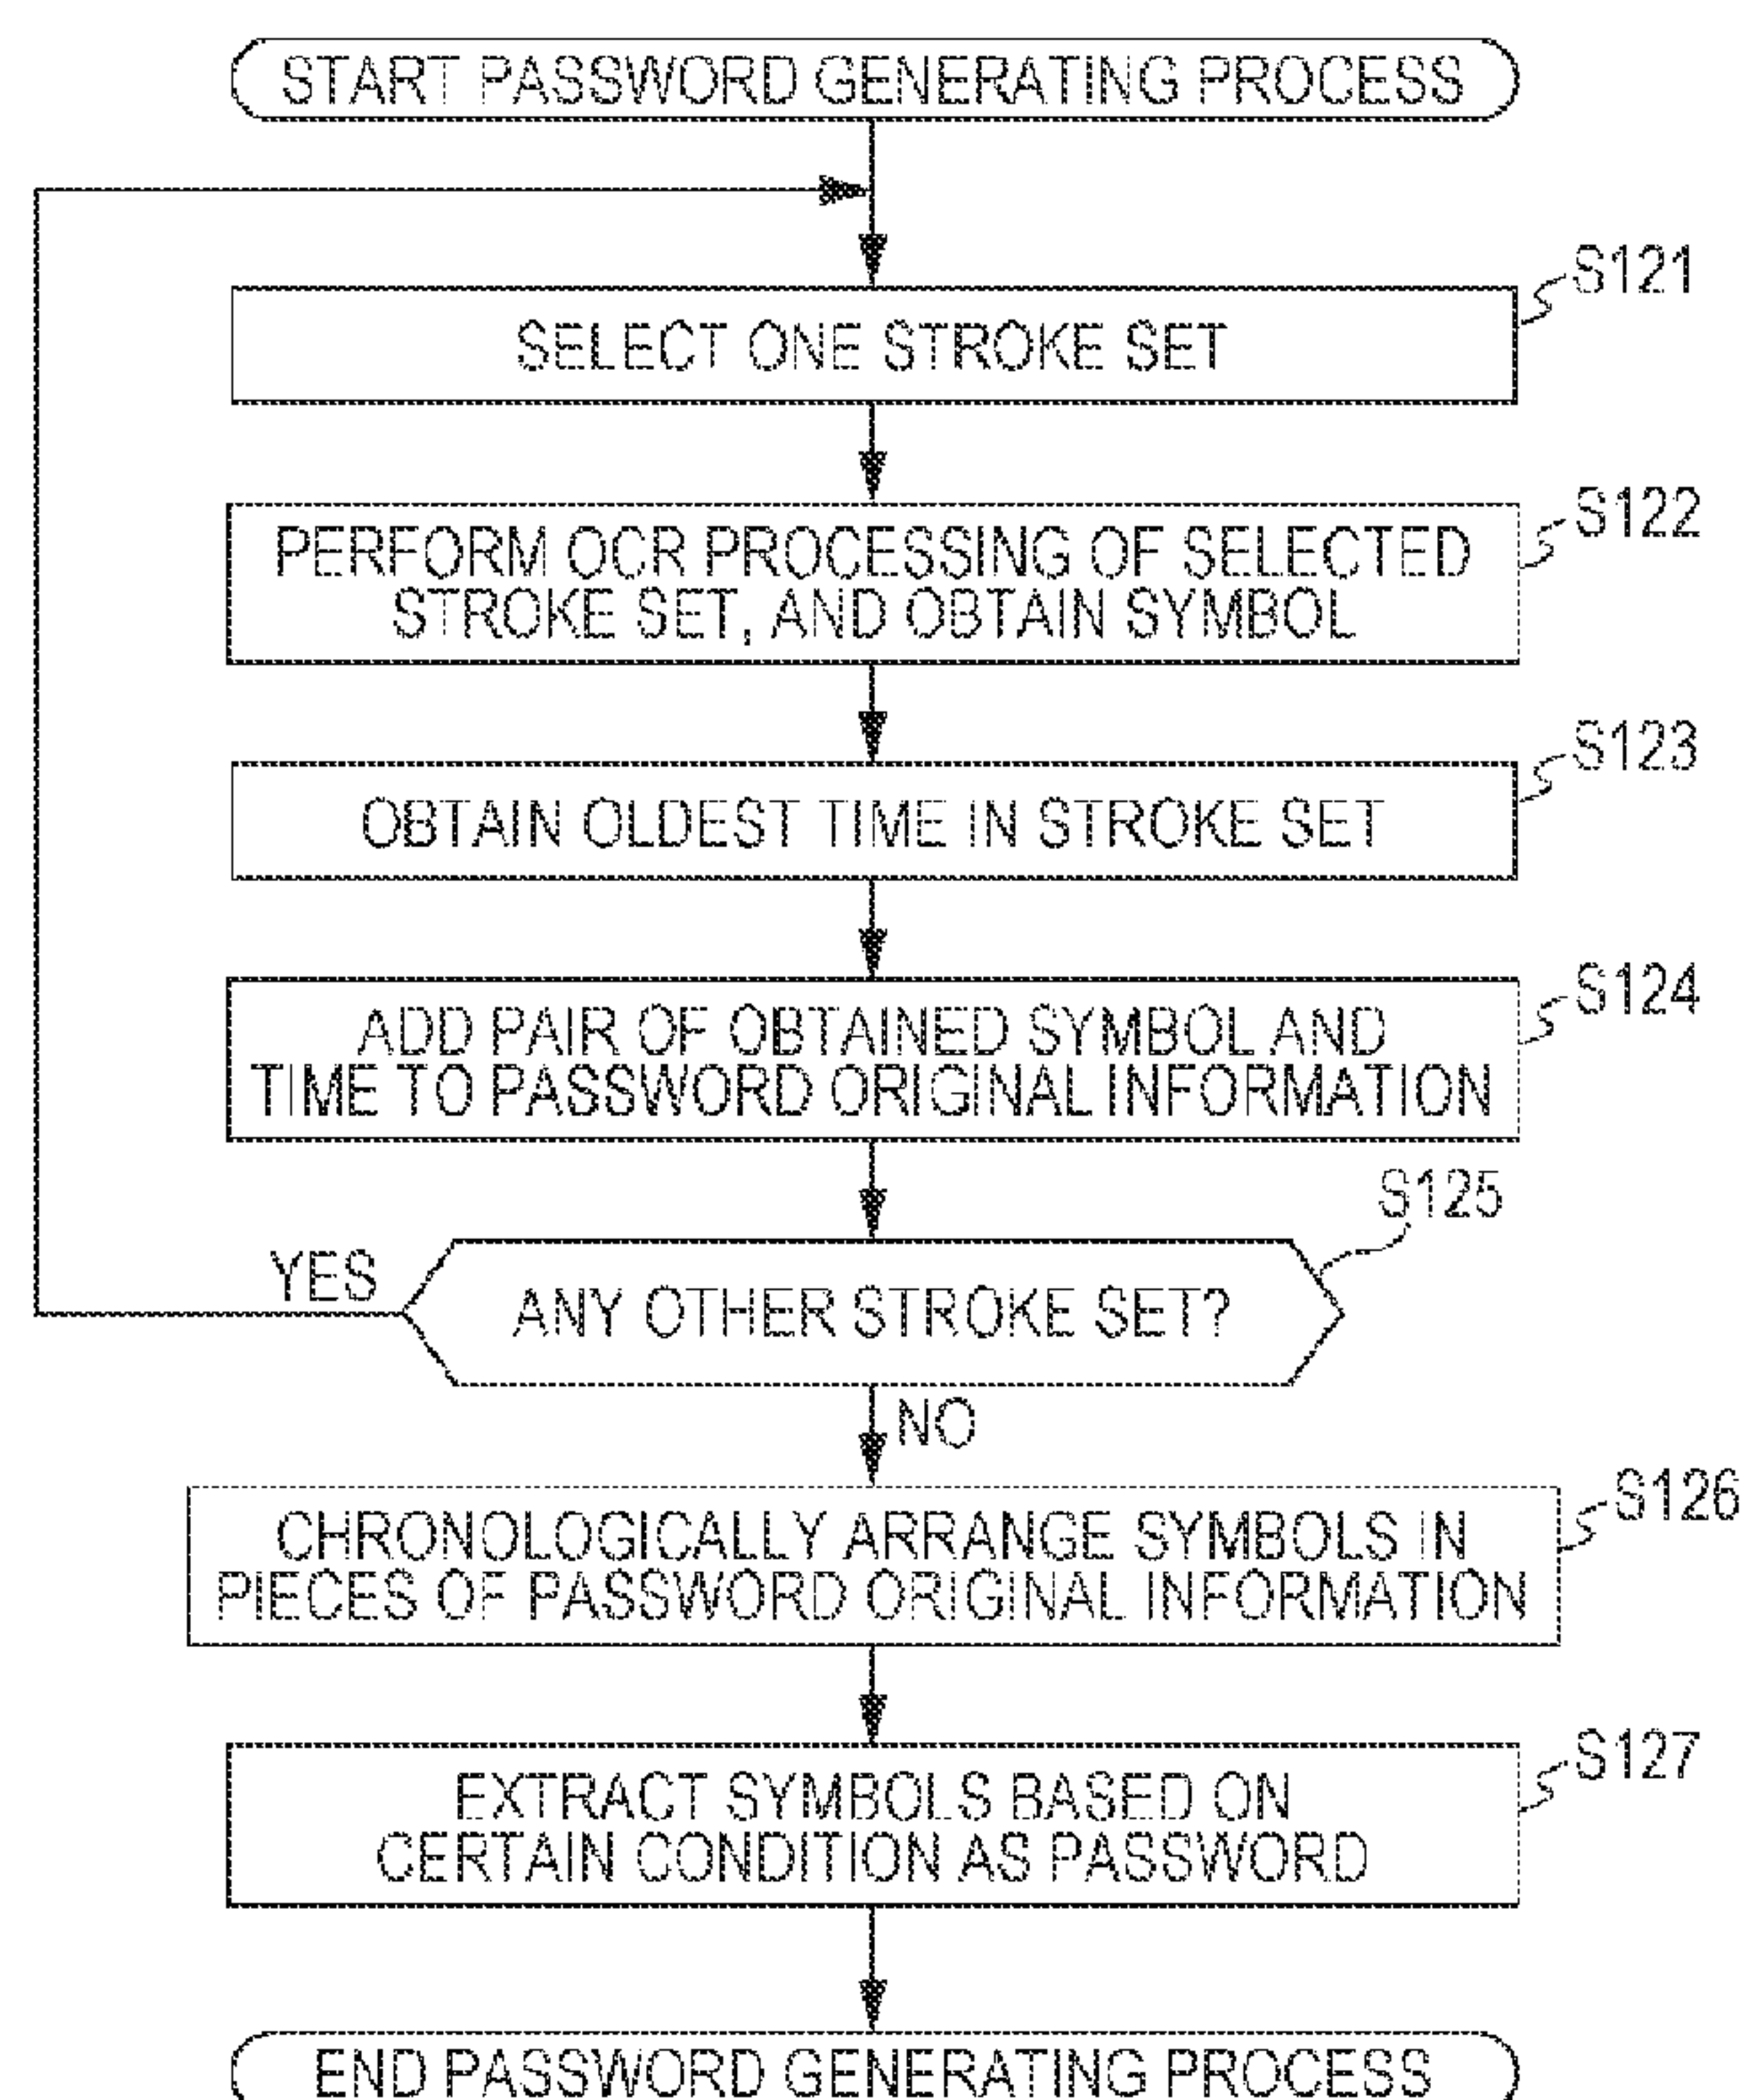 START PASSWORD GENERATING PROCESS
S121
SELECT ONE STROKE SET
S122
PERFORM OCR PROCESSING OF SELECTED
STROKE SET, AND OBTAIN SYMBOL
S123
OBTAIN OLDEST TIME IN STROKE SET
S124
ADD PAIR OF OBTAINED SYMBOL AND
TIME TO PASSWORD ORIGINAL INFORMATION
S125
YES
ANY OTHER STROKE SET?
NO
S126
CHRONOLOGICALLY ARRANGE SYMBOLS IN
PIECES OF PASSWORD ORIGINAL INFORMATION
S127
EXTRACT SYMBOLS BASED ON
CERTAIN CONDITION AS PASSWORD
END PASSWORD GENERATING PROCESS